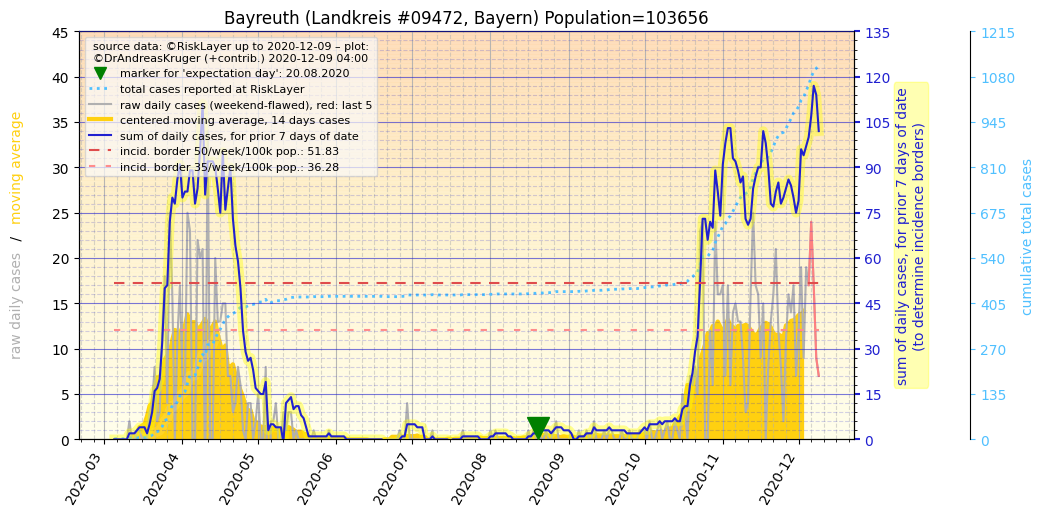 Bayreuth (Landkreis #09472, Bayern) Population=103656
source data: ©RiskLayer up to 2020-12-09 – plot:
©DrAndreasKruger (+contrib.) 2020-12-09 04:00
marker for 'expectation day': 20.08.2020
total cases reported at RiskLayer
raw daily cases (weekend-flawed), red: last 5
centered moving average, 14 days cases
sum of daily cases, for prior 7 days of date
incid. border 50/week/100k pop.: 51.83
incid. border 35/week/100k pop.: 36.28
raw daily cases / moving average
45
40
35
30
25
20
15
10
5
0
135
120
105
90
75
60
45
30
15
0
sum of daily cases, for prior 7 days of date
(to determine incidence borders)
1215
1080
945
810
675
540
405
270
135
0
cumulative total cases
2020-03
2020-04
2020-05
2020-06
2020-07
2020-08
2020-09
2020-10
2020-11
2020-12